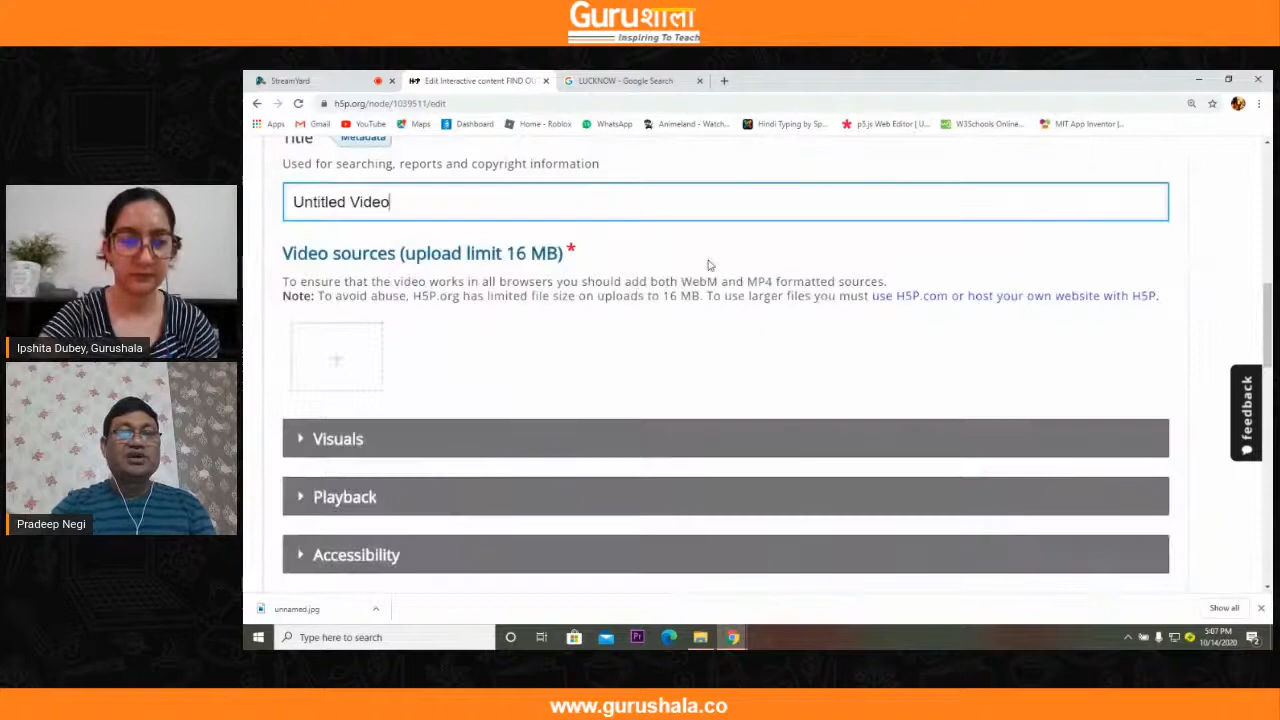 Guruशाला
Inspiring To Teach
StreamYard
Edit Interactive content FIND OU
LUCKNOW - Google Search
h5p.org/node/1039511/edit
Apps Gmail YouTube Maps Dashboard Home - Roblox WhatsApp Animeland - Watch... Hindi Typing by Sp... p5.js Web Editor | U... W3Schools Online... MIT App Inventor |...
Title Metadata
Used for searching, reports and copyright information
Untitled Video
Video sources (upload limit 16 MB) *
To ensure that the video works in all browsers you should add both WebM and MP4 formatted sources.
Note: To avoid abuse, H5P.org has limited file size on uploads to 16 MB. To use larger files you must use H5P.com or host your own website with H5P.
Visuals
Playback
Accessibility
feedback
Ipshita Dubey, Gurushala
Pradeep Negi
unnamed.jpg
Show all
Type here to search
Pr
5:07 PM
10/14/2020
2
www.gurushala.co